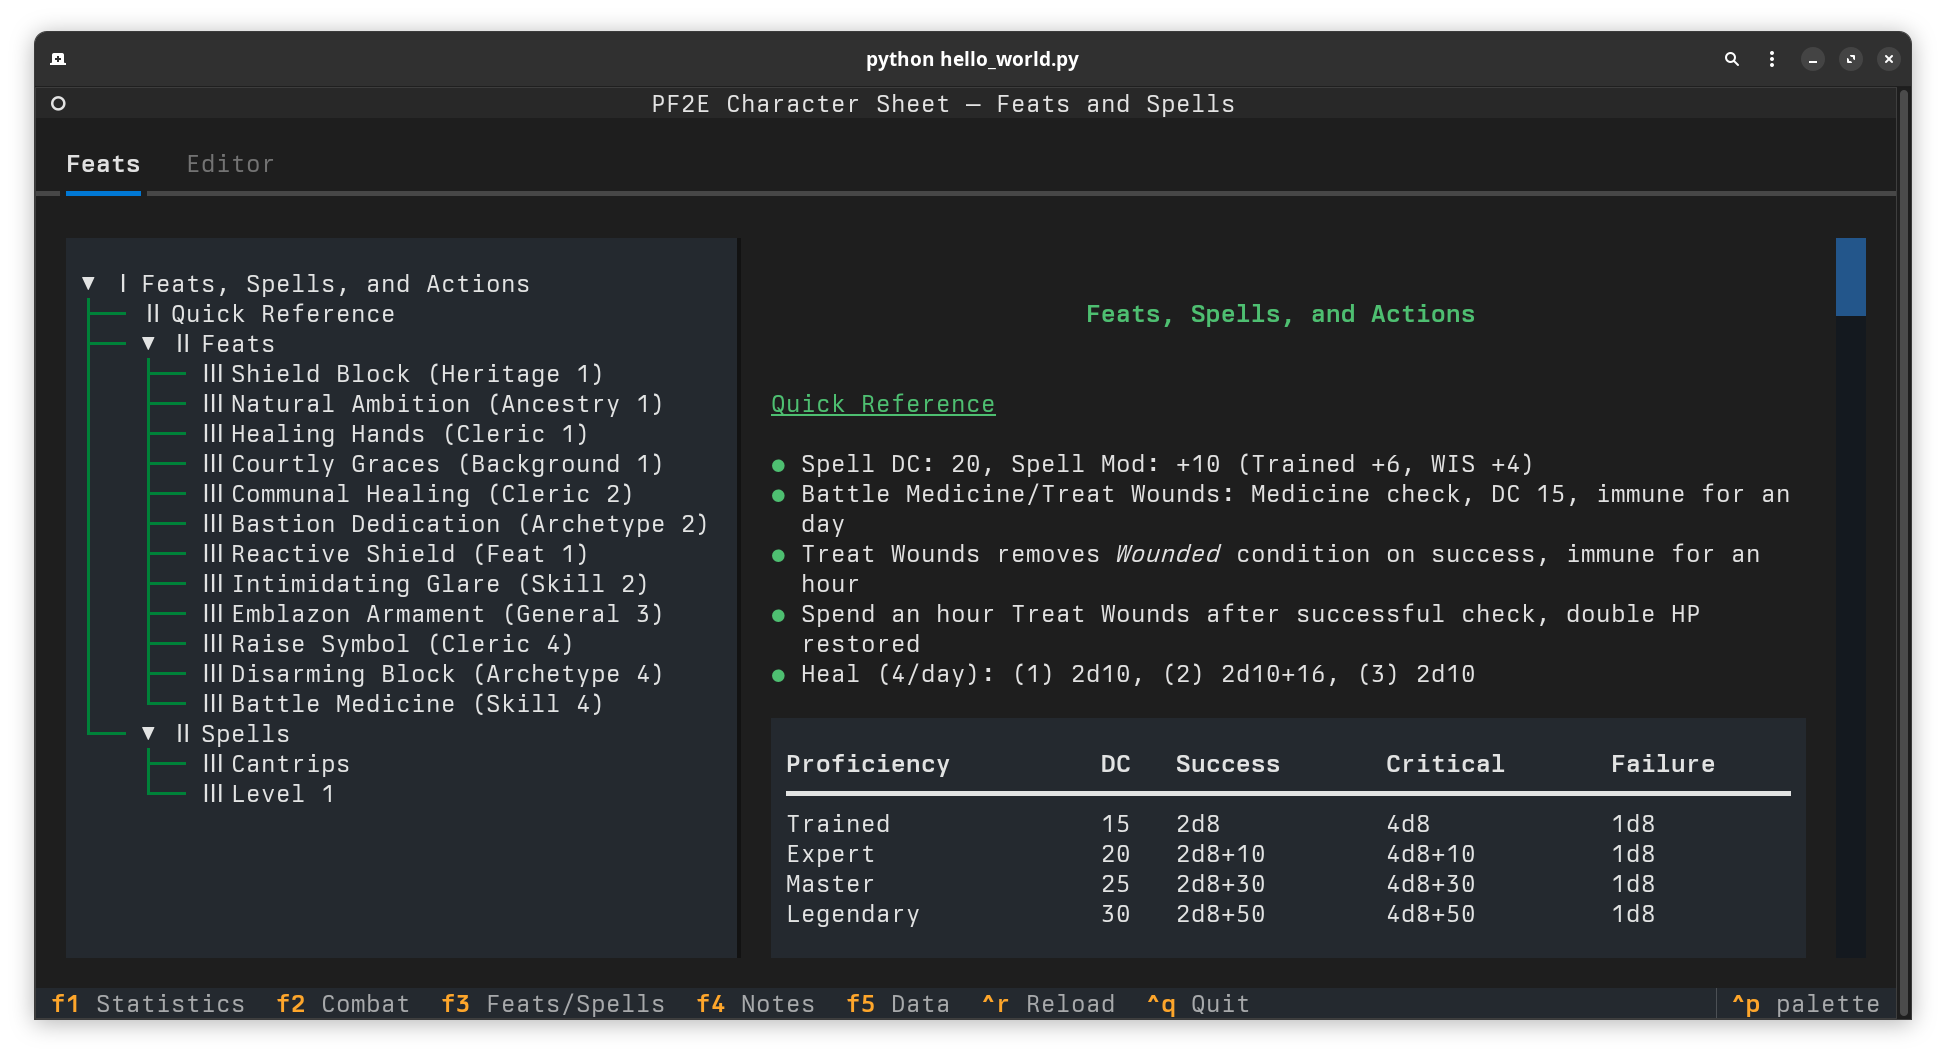 python hello_world.py
PF2E Character Sheet — Feats and Spells
Feats Editor
▼ Ⅰ Feats, Spells, and Actions
Ⅱ Quick Reference
▼ Ⅱ Feats
Ⅲ Shield Block (Heritage 1)
Ⅲ Natural Ambition (Ancestry 1)
Ⅲ Healing Hands (Cleric 1)
Ⅲ Courtly Graces (Background 1)
Ⅲ Communal Healing (Cleric 2)
Ⅲ Bastion Dedication (Archetype 2)
Ⅲ Reactive Shield (Feat 1)
Ⅲ Intimidating Glare (Skill 2)
Ⅲ Emblazon Armament (General 3)
Ⅲ Raise Symbol (Cleric 4)
Ⅲ Disarming Block (Archetype 4)
Ⅲ Battle Medicine (Skill 4)
▼ Ⅱ Spells
Ⅲ Cantrips
Ⅲ Level 1
Feats, Spells, and Actions
Quick Reference
● Spell DC: 20, Spell Mod: +10 (Trained +6, WIS +4)
● Battle Medicine/Treat Wounds: Medicine check, DC 15, immune for an
day
● Treat Wounds removes Wounded condition on success, immune for an
hour
● Spend an hour Treat Wounds after successful check, double HP
restored
● Heal (4/day): (1) 2d10, (2) 2d10+16, (3) 2d10
Proficiency DC Success Critical Failure
Trained 15 2d8 4d8 1d8
Expert 20 2d8+10 4d8+10 1d8
Master 25 2d8+30 4d8+30 1d8
Legendary 30 2d8+50 4d8+50 1d8
f1 Statistics f2 Combat f3 Feats/Spells f4 Notes f5 Data ^r Reload ^q Quit ^p palette